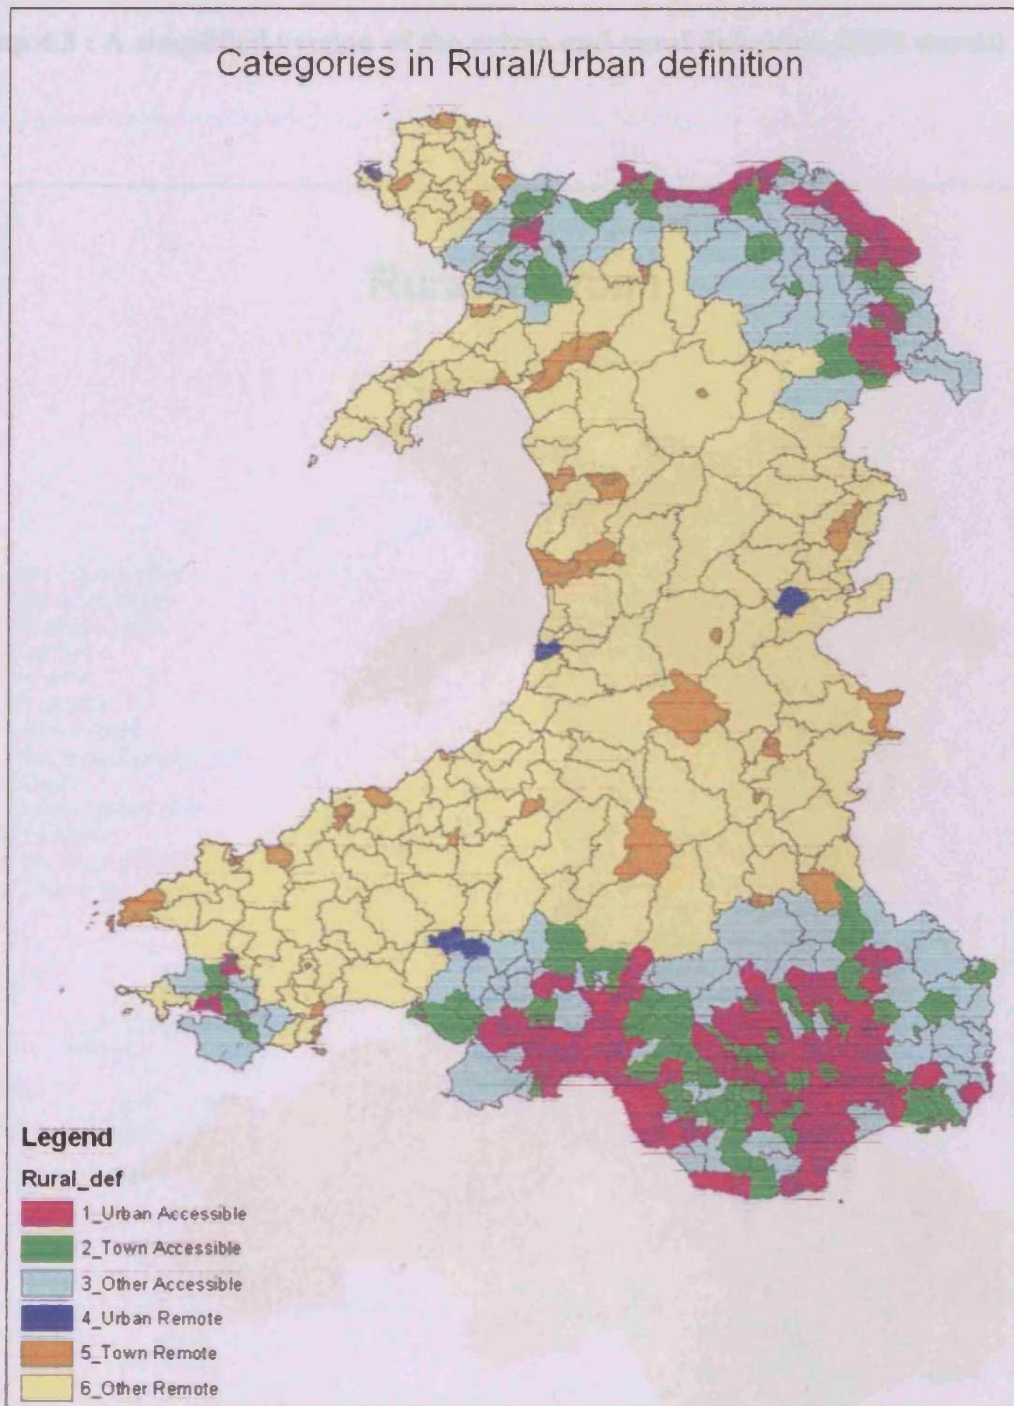 Categories in Rural/Urban definition
Legend
Rural_def
1_Urban Accessible
2_Town Accessible
3_Other Accessible
4_Urban Remote
5_Town Remote
6_Other Remote